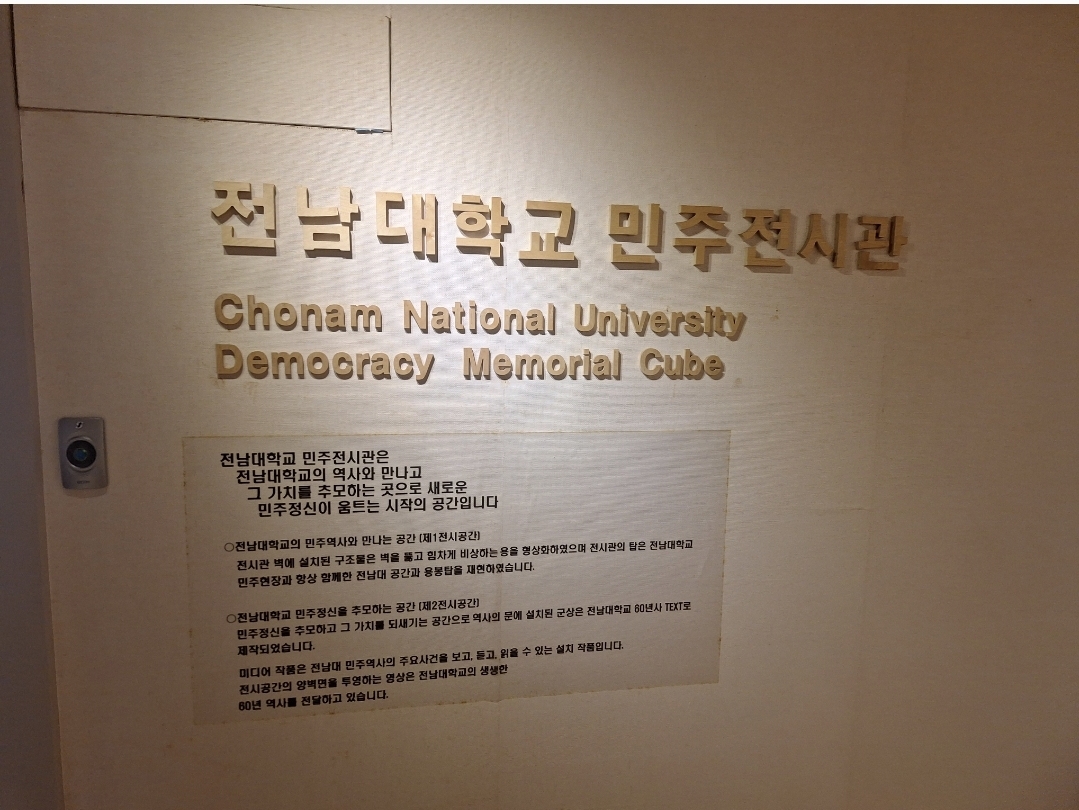 전남대학교 민주전시관
Chonam National University
Democracy Memorial Cube
전남대학교 민주전시관은
전남대학교의 역사와 만나고
그 가치를 추모하는 곳으로 새로운
민주정신이 움트는 시작의 공간입니다
○전남대학교의 민주역사와 만나는 공간 (제1전시공간)
전시관 벽에 설치된 구조물은 벽을 뚫고 힘차게 비상하는용을 형상화하였으며 전시관의 탑은 전남대학교
민주현장과 항상 함께한 전남대 공간과 용봉탑을 재현하였습니다.
○전남대학교 민주정신을 추모하는 공간 (제2전시공간)
민주정신을 추모하고 그 가치를 되새기는 공간으로 역사의 문에 설치된 군상은 전남대학교 60년사 TEXT로
제작되었습니다.
미디어 작품은 전남대 민주역사의 주요사건을 보고, 듣고, 읽을 수 있는 설치 작품입니다.
전시공간의 양벽면을 투영하는 영상은 전남대학교의 생생한
60년 역사를 전달하고 있습니다.